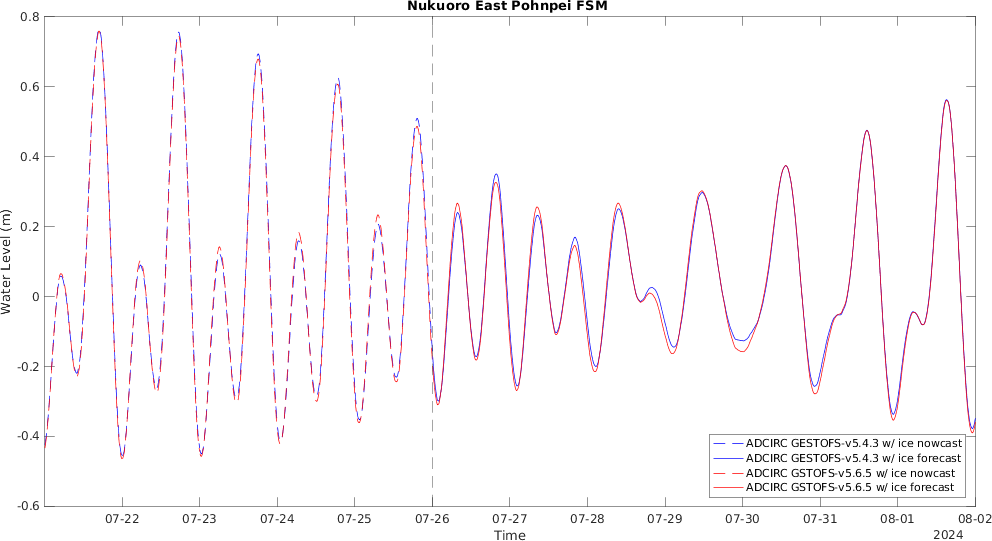 Nukuoro East Pohnpei FSM
0.8
0.6
0.4
0.2
0
-0.2
-0.4
-0.6
Water Level (m)
ADCIRC GESTOFS-v5.4.3 w/ ice nowcast
ADCIRC GESTOFS-v5.4.3 w/ ice forecast
ADCIRC GSTOFS-v5.6.5 w/ ice nowcast
ADCIRC GSTOFS-v5.6.5 w/ ice forecast
07-22 07-23 07-24 07-25 07-26 07-27 07-28 07-29 07-30 07-31 08-01 08-02
Time
2024